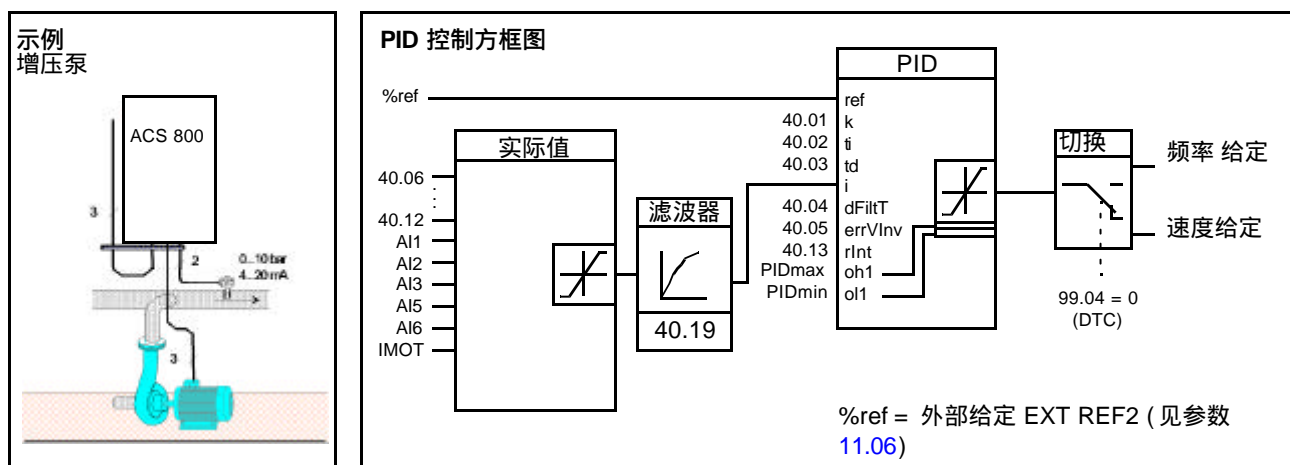 示例
增压泵
ACS 800
3
2
0...10 bar
4...20 mA
3
PID 控制方框图
%ref
实际值
40.06
40.12
AI1
AI2
AI3
AI5
AI6
IMOT
滤波器
40.19
PID
ref
40.01 k
40.02 ti
40.03 td
i
40.04 dFiltT
40.05 errVInv
40.13 rInt
PIDmax oh1
PIDmin ol1
切换
频率 给定
速度给定
99.04 = 0
(DTC)
%ref = 外部给定 EXT REF2 ( 见参数
11.06)